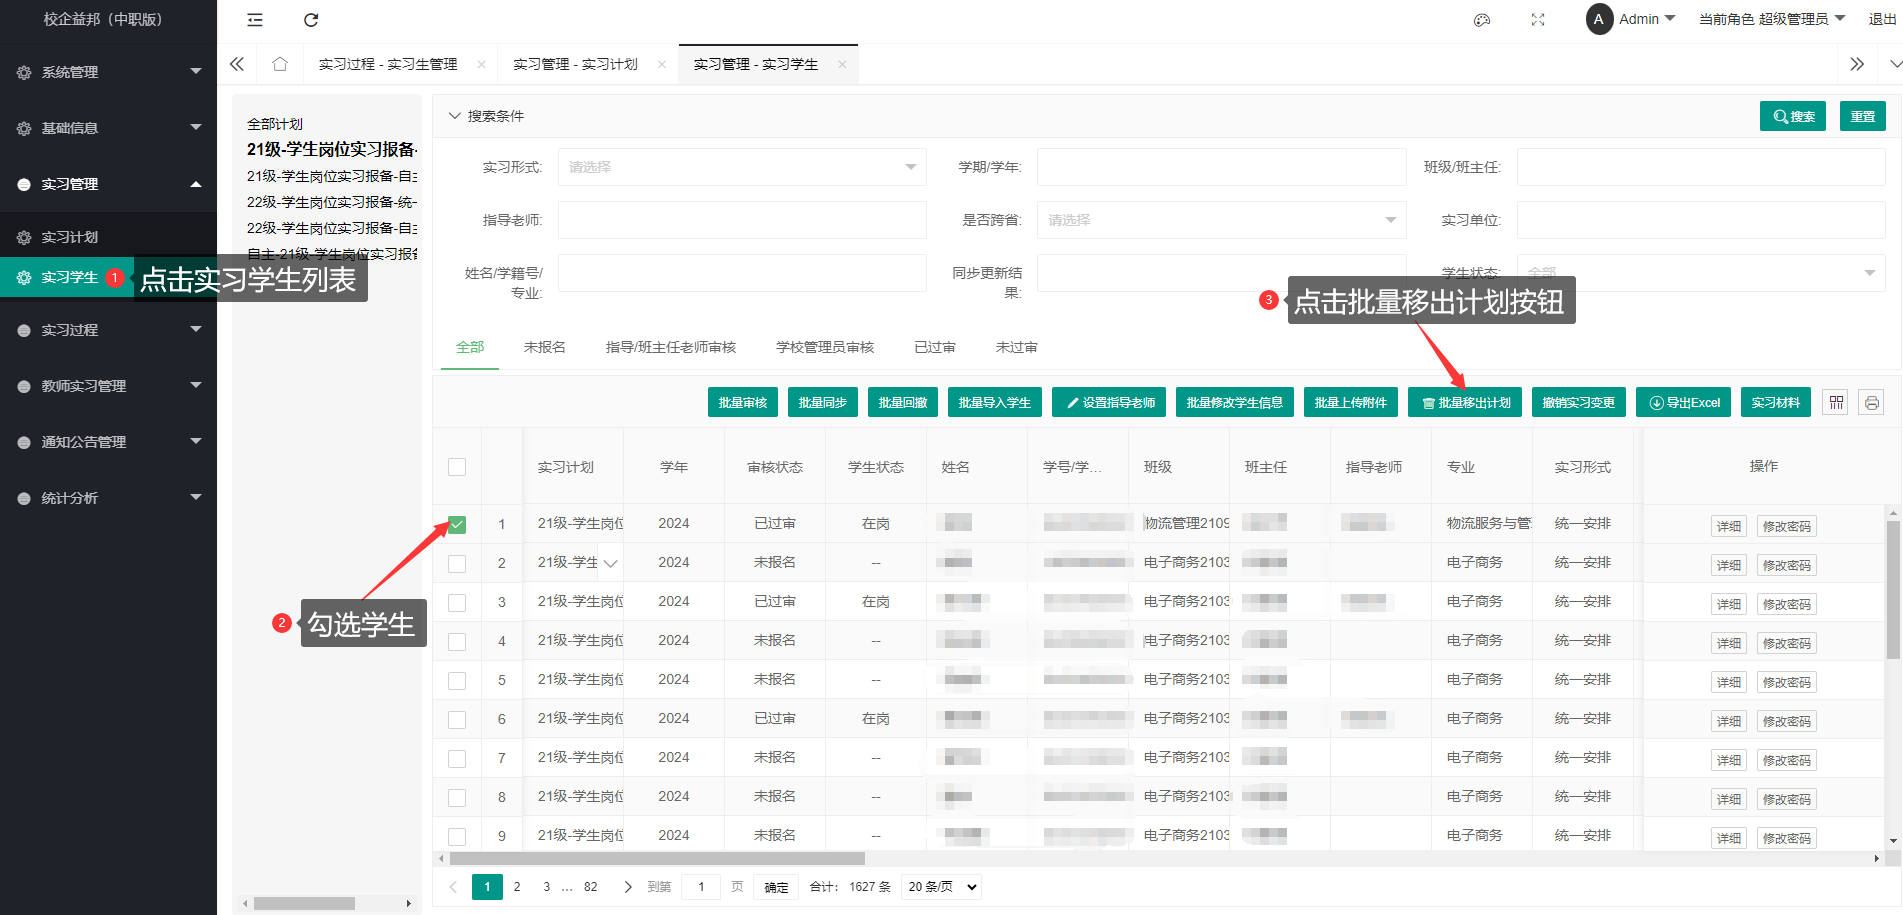 校企益邦（中职版）
Admin
当前角色 超级管理员
退出
系统管理
基础信息
实习管理
实习计划
实习学生
实习过程
教师实习管理
通知公告管理
统计分析
实习过程 - 实习生管理
实习管理 - 实习计划
实习管理 - 实习学生
全部计划
21级-学生岗位实习报备-
21级-学生岗位实习报备-自主
22级-学生岗位实习报备-统一
22级-学生岗位实习报备-自主
自主-21级-学生岗位实习报备
1 点击实习学生列表
搜索条件
搜索
重置
实习形式: 请选择
学期/学年:
班级/班主任:
指导老师:
是否跨省: 请选择
实习单位:
姓名/学籍号/专业:
同步更新结果:
学生状态: 全部
3 点击批量移出计划按钮
全部 未报名 指导/班主任老师审核 学校管理员审核 已过审 未过审
批量审核 批量同步 批量回撤 批量导入学生 设置指导老师 批量修改学生信息 批量上传附件 批量移出计划 撤销实习变更 导出Excel 实习材料
实习计划 学年 审核状态 学生状态 姓名 学号/学... 班级 班主任 指导老师 专业 实习形式 操作
1 21级-学生岗位 2024 已过审 在岗 物流管理2109 物流服务与管 统一安排 详细 修改密码
2 21级-学生 2024 未报名 -- 电子商务2103 电子商务 统一安排 详细 修改密码
3 21级-学生岗位 2024 已过审 在岗 电子商务2103 电子商务 统一安排 详细 修改密码
4 21级-学生岗位 2024 未报名 -- 电子商务2103 电子商务 统一安排 详细 修改密码
5 21级-学生岗位 2024 未报名 -- 电子商务2103 电子商务 统一安排 详细 修改密码
6 21级-学生岗位 2024 已过审 在岗 电子商务2103 电子商务 统一安排 详细 修改密码
7 21级-学生岗位 2024 未报名 -- 电子商务2103 电子商务 统一安排 详细 修改密码
8 21级-学生岗位 2024 未报名 -- 电子商务2103 电子商务 统一安排 详细 修改密码
9 21级-学生岗位 2024 未报名 -- 电子商务2103 电子商务 统一安排 详细 修改密码
2 勾选学生
1 2 3 ... 82 到第 1 页 确定 合计： 1627 条 20 条/页